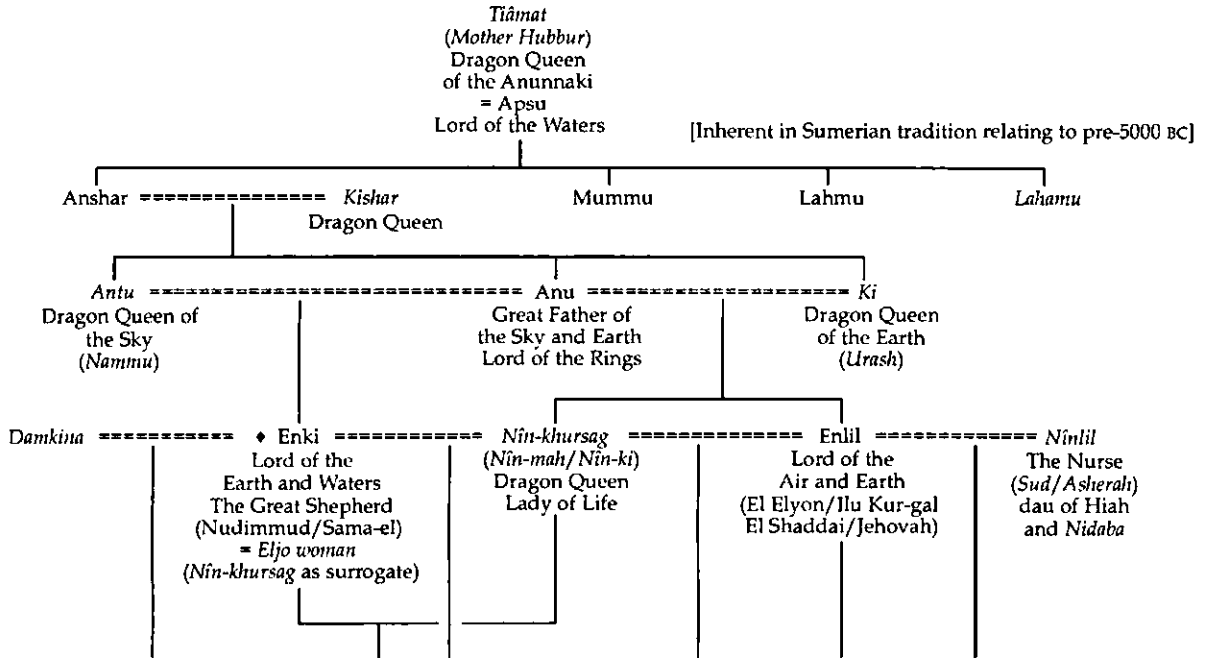 Tiâmat
(Mother Hubbur)
Dragon Queen
of the Anunnaki
= Apsu
Lord of the Waters
[Inherent in Sumerian tradition relating to pre-5000 BC]
Anshar =============== Kishar Mummu Lahmu Lahamu
Dragon Queen
Antu ============================== Anu ===================== Ki
Dragon Queen of
the Sky
(Nammu)
Great Father of
the Sky and Earth
Lord of the Rings
Dragon Queen
of the Earth
(Urash)
Damkina =========== ♦ Enki ============= Nîn-khursag ============== Enlil ============= Nînlil
Lord of the
Earth and Waters
The Great Shepherd
(Nudimmud/Sama-el)
= Eljo woman
(Nîn-khursag as surrogate)
(Nîn-mah/Nîn-ki)
Dragon Queen
Lady of Life
Lord of the
Air and Earth
(El Elyon/Ilu Kur-gal
El Shaddai/Jehovah)
The Nurse
(Sud/Asherah)
dau of Hiah
and Nidaba